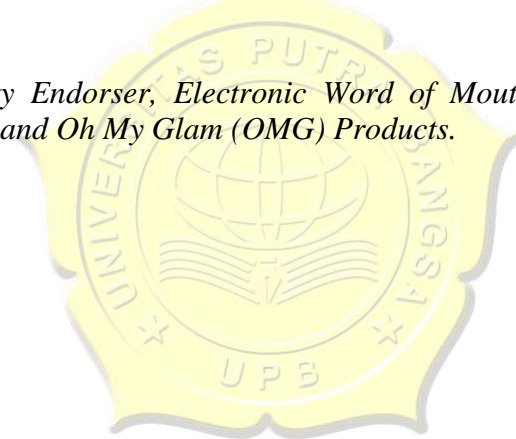 y Endorser, Electronic Word of Mout
and Oh My Glam (OMG) Products.
UNIVERSITAS PUTRA BANGSA
UPB